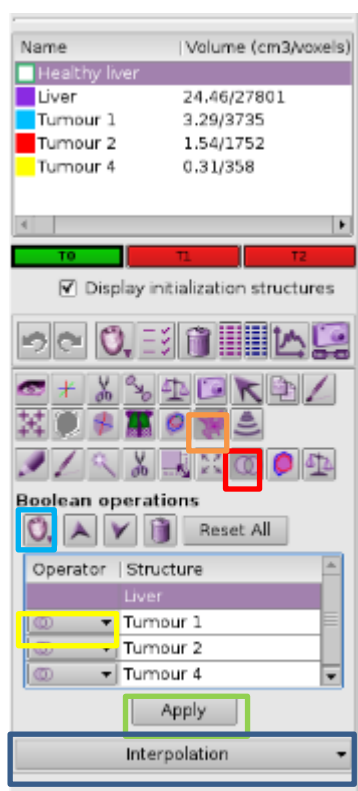 Name Volume (cm3/voxels)
Healthy liver
Liver 24.46/27801
Tumour 1 3.29/3735
Tumour 2 1.54/1752
Tumour 4 0.31/358
T0 T1 T2
Display initialization structures
Boolean operations
Reset All
Operator Structure
Liver
Tumour 1
Tumour 2
Tumour 4
Apply
Interpolation